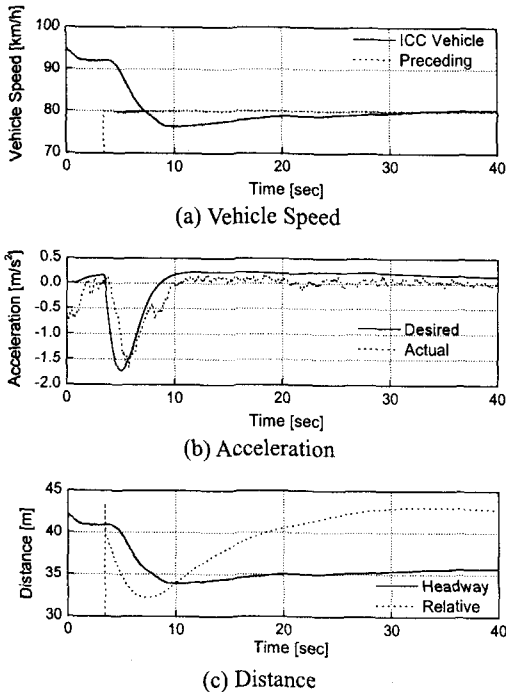 Vehicle Speed [km/h]
100
90
80
70
ICC Vehicle
Preceding
0 10 20 30 40
Time [sec]
(a) Vehicle Speed
Acceleration [m/s²]
0.5
0.0
-0.5
-1.0
-1.5
-2.0
Desired
Actual
0 10 20 30 40
Time [sec]
(b) Acceleration
Distance [m]
45
40
35
30
Headway
Relative
0 10 20 30 40
Time [sec]
(c) Distance